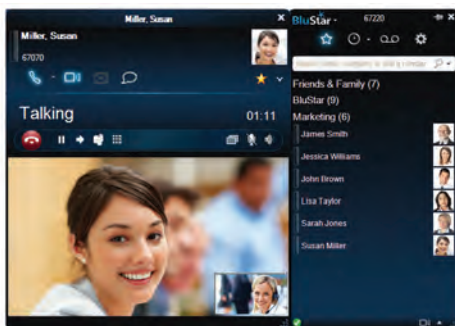 Miller, Susan
Miller, Susan
67070
Talking
01:11
BluStar
67220
Friends & Family (7)
BluStar (9)
Marketing (6)
James Smith
Jessica Williams
John Brown
Lisa Taylor
Sarah Jones
Susan Miller